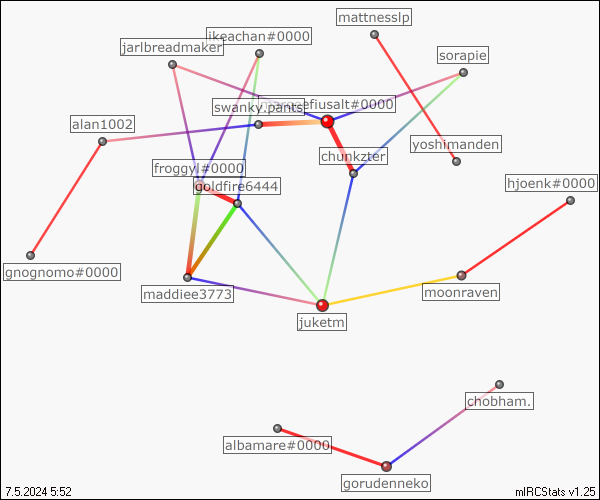 mattnesslp
ikeachan#0000
jarlbreadmaker
sorapie
swanky.pants
efiusalt#0000
alan1002
yoshimanden
chunkzter
froggyl#0000
hjoenk#0000
goldfire6444
gnognomo#0000
maddiee3773
moonraven
juketm
chobham.
albamare#0000
gorudenneko
7.5.2024 5:52
mIRCStats v1.25